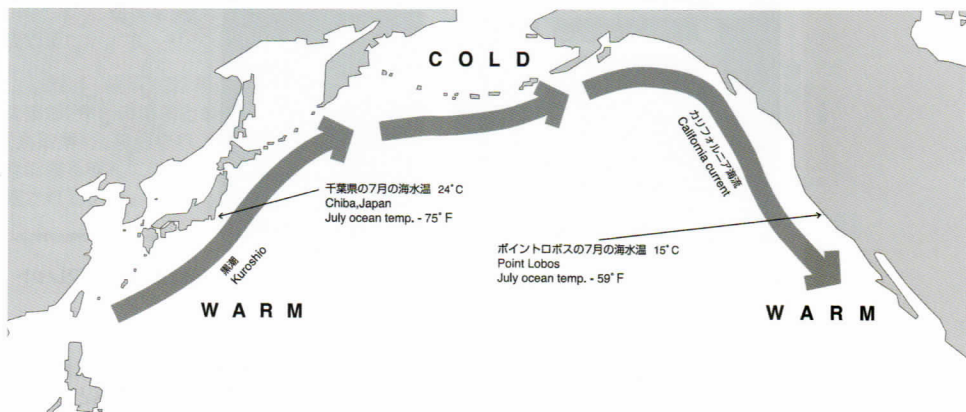 C O L D
カリフォルニア海流
California current
千葉県の7月の海水温 24°C
Chiba,Japan
July ocean temp. - 75°F
ポイントロボスの7月の海水温 15°C
Point Lobos
July ocean temp. - 59°F
黒潮
Kuroshio
W A R M
W A R M